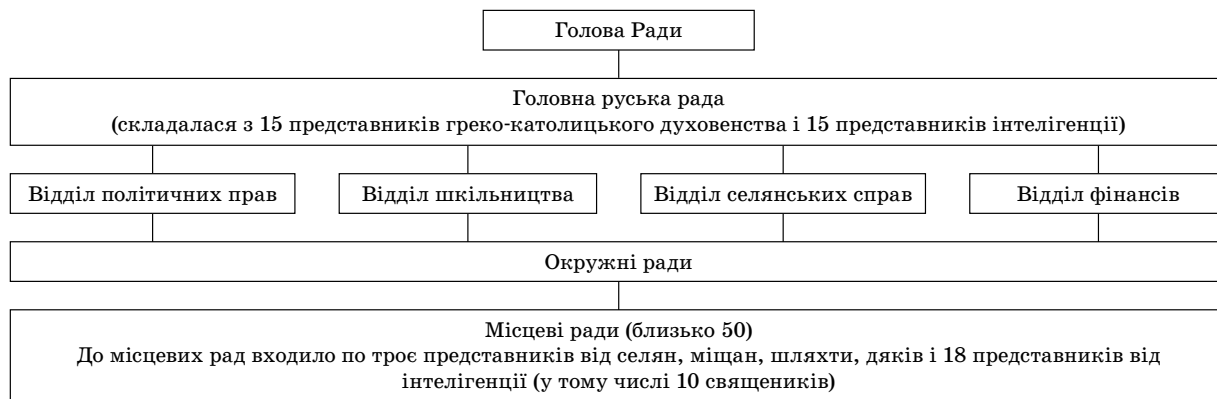 Голова Ради
Головна руська рада
(складалася з 15 представників греко-католицького духовенства і 15 представників інтелігенції)
Відділ політичних прав
Відділ шкільництва
Відділ селянських справ
Відділ фінансів
Окружні ради
Місцеві ради (близько 50)
До місцевих рад входило по троє представників від селян, міщан, шляхти, дяків і 18 представників від
інтелігенції (у тому числі 10 священиків)